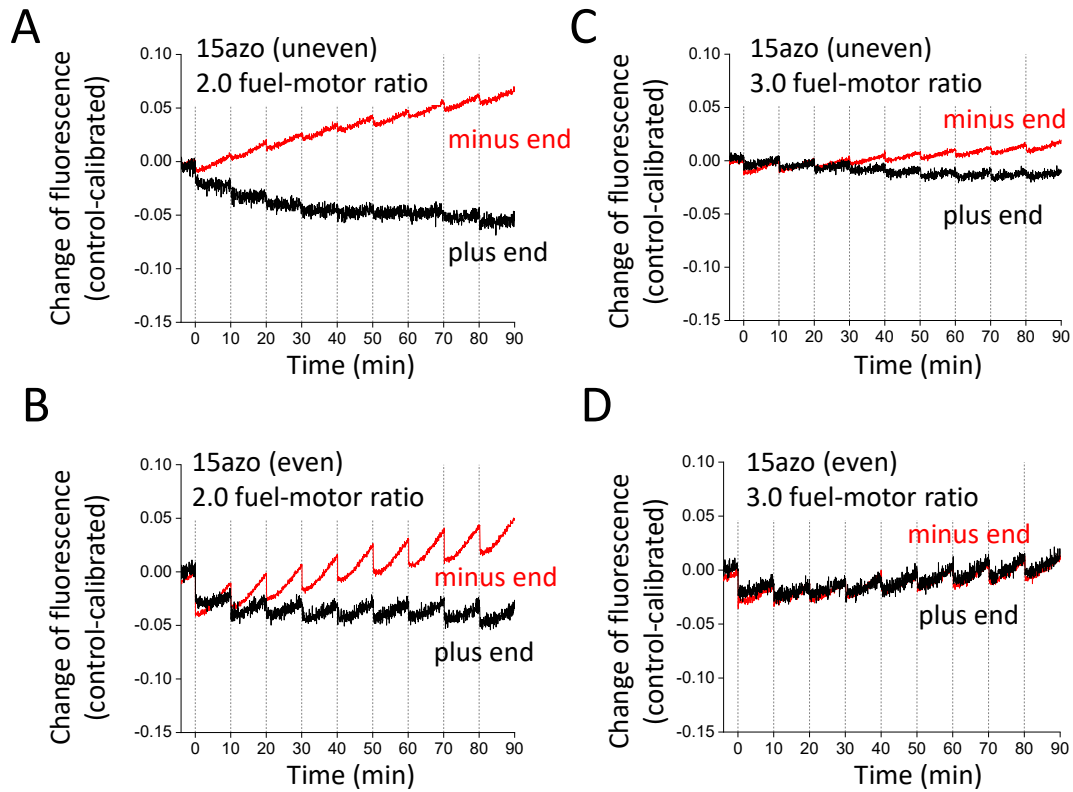 A
15azo (uneven)
2.0 fuel-motor ratio
minus end
plus end
Change of fluorescence
(control-calibrated)
0.10
0.05
0.00
-0.05
-0.10
-0.15
0 10 20 30 40 50 60 70 80 90
Time (min)
C
15azo (uneven)
3.0 fuel-motor ratio
minus end
plus end
Change of fluorescence
(control-calibrated)
0.10
0.05
0.00
-0.05
-0.10
-0.15
0 10 20 30 40 50 60 70 80 90
Time (min)
B
15azo (even)
2.0 fuel-motor ratio
minus end
plus end
Change of fluorescence
(control-calibrated)
0.10
0.05
0.00
-0.05
-0.10
-0.15
0 10 20 30 40 50 60 70 80 90
Time (min)
D
15azo (even)
3.0 fuel-motor ratio
minus end
plus end
Change of fluorescence
(control-calibrated)
0.10
0.05
0.00
-0.05
-0.10
-0.15
0 10 20 30 40 50 60 70 80 90
Time (min)